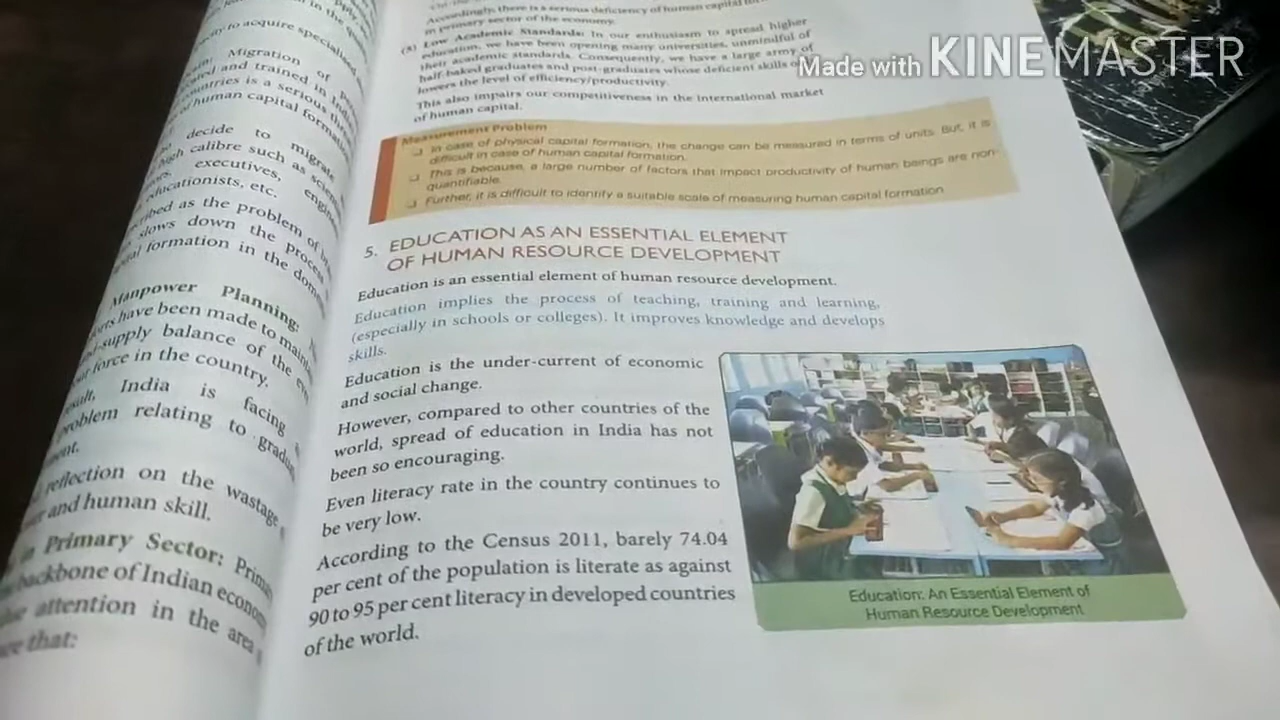 to acquire specialised
Migration of
and trained in
countries is a serious
of human capital formation
decide to migrate
high calibre such as
executives,
educationists, etc.
as the problem of
slows down the process
formation in the
Manpower Planning:
have been made to
supply balance of the
force in the country.
India is facing
problem relating to
reflection on the wastage
and human skill.
in Primary Sector:
backbone of Indian
attention in the area
that:
Accordingly, there is a serious deficiency of human capital
in primary sector of the economy.
Low Academic Standards: In our enthusiasm to spread higher
education, we have been opening many universities, unmindful of
their academic standards. Consequently, we have a large army of
half-baked graduates and post-graduates whose deficient skills
lowers the level of efficiency/productivity.
This also impairs our competitiveness in the international market
of human capital.
Made with KINEMASTER
Measurement Problem
❑ In case of physical capital formation, the change can be measured in terms of units. But, it is
difficult in case of human capital formation.
❑ This is because, a large number of factors that impact productivity of human beings are non-
quantifiable.
❑ Further, it is difficult to identify a suitable scale of measuring human capital formation
5. EDUCATION AS AN ESSENTIAL ELEMENT
OF HUMAN RESOURCE DEVELOPMENT
Education is an essential element of human resource development.
Education implies the process of teaching, training and learning,
(especially in schools or colleges). It improves knowledge and develops
skills.
Education is the under-current of economic
and social change.
However, compared to other countries of the
world, spread of education in India has not
been so encouraging.
Even literacy rate in the country continues to
be very low.
According to the Census 2011, barely 74.04
per cent of the population is literate as against
90 to 95 per cent literacy in developed countries
of the world.
Education: An Essential Element of
Human Resource Development